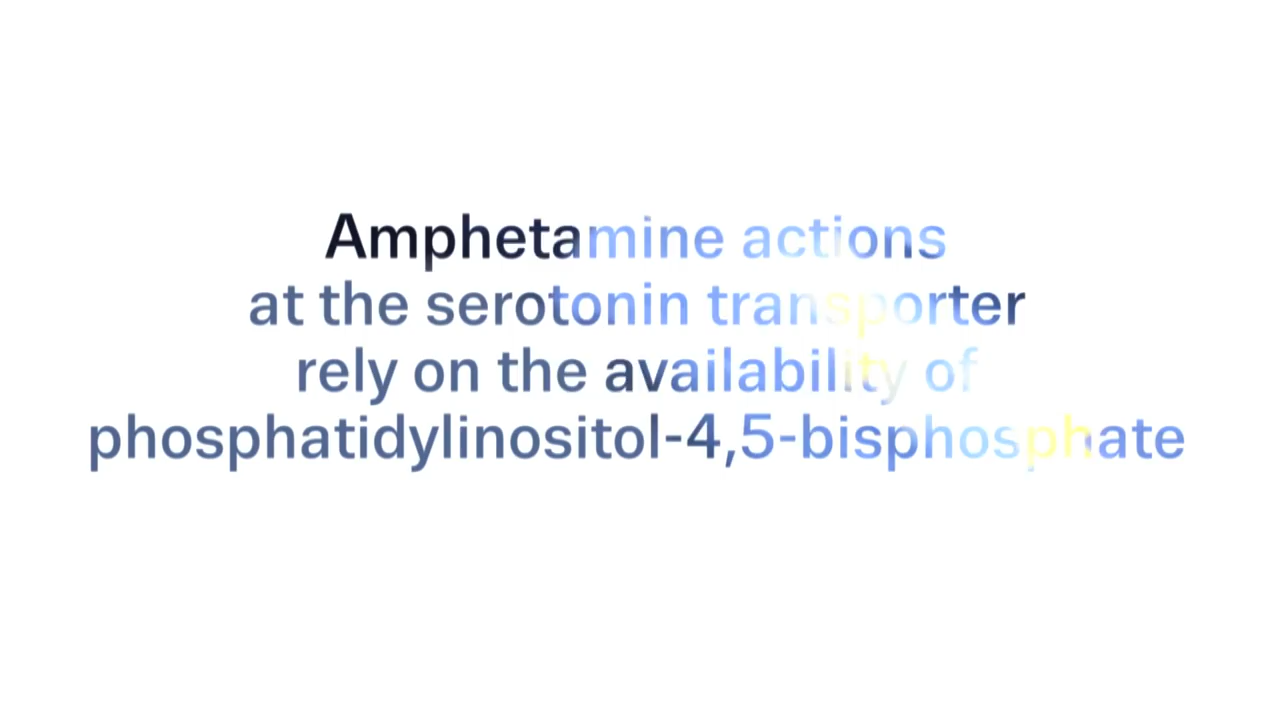 Amphetamine actions
at the serotonin transporter
rely on the availability of
phosphatidylinositol-4,5-bisphosphate